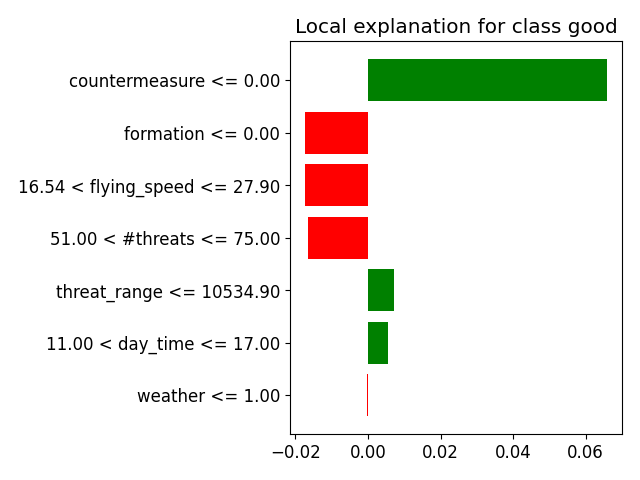 Local explanation for class good
countermeasure <= 0.00
formation <= 0.00
16.54 < flying_speed <= 27.90
51.00 < #threats <= 75.00
threat_range <= 10534.90
11.00 < day_time <= 17.00
weather <= 1.00
−0.02 0.00 0.02 0.04 0.06